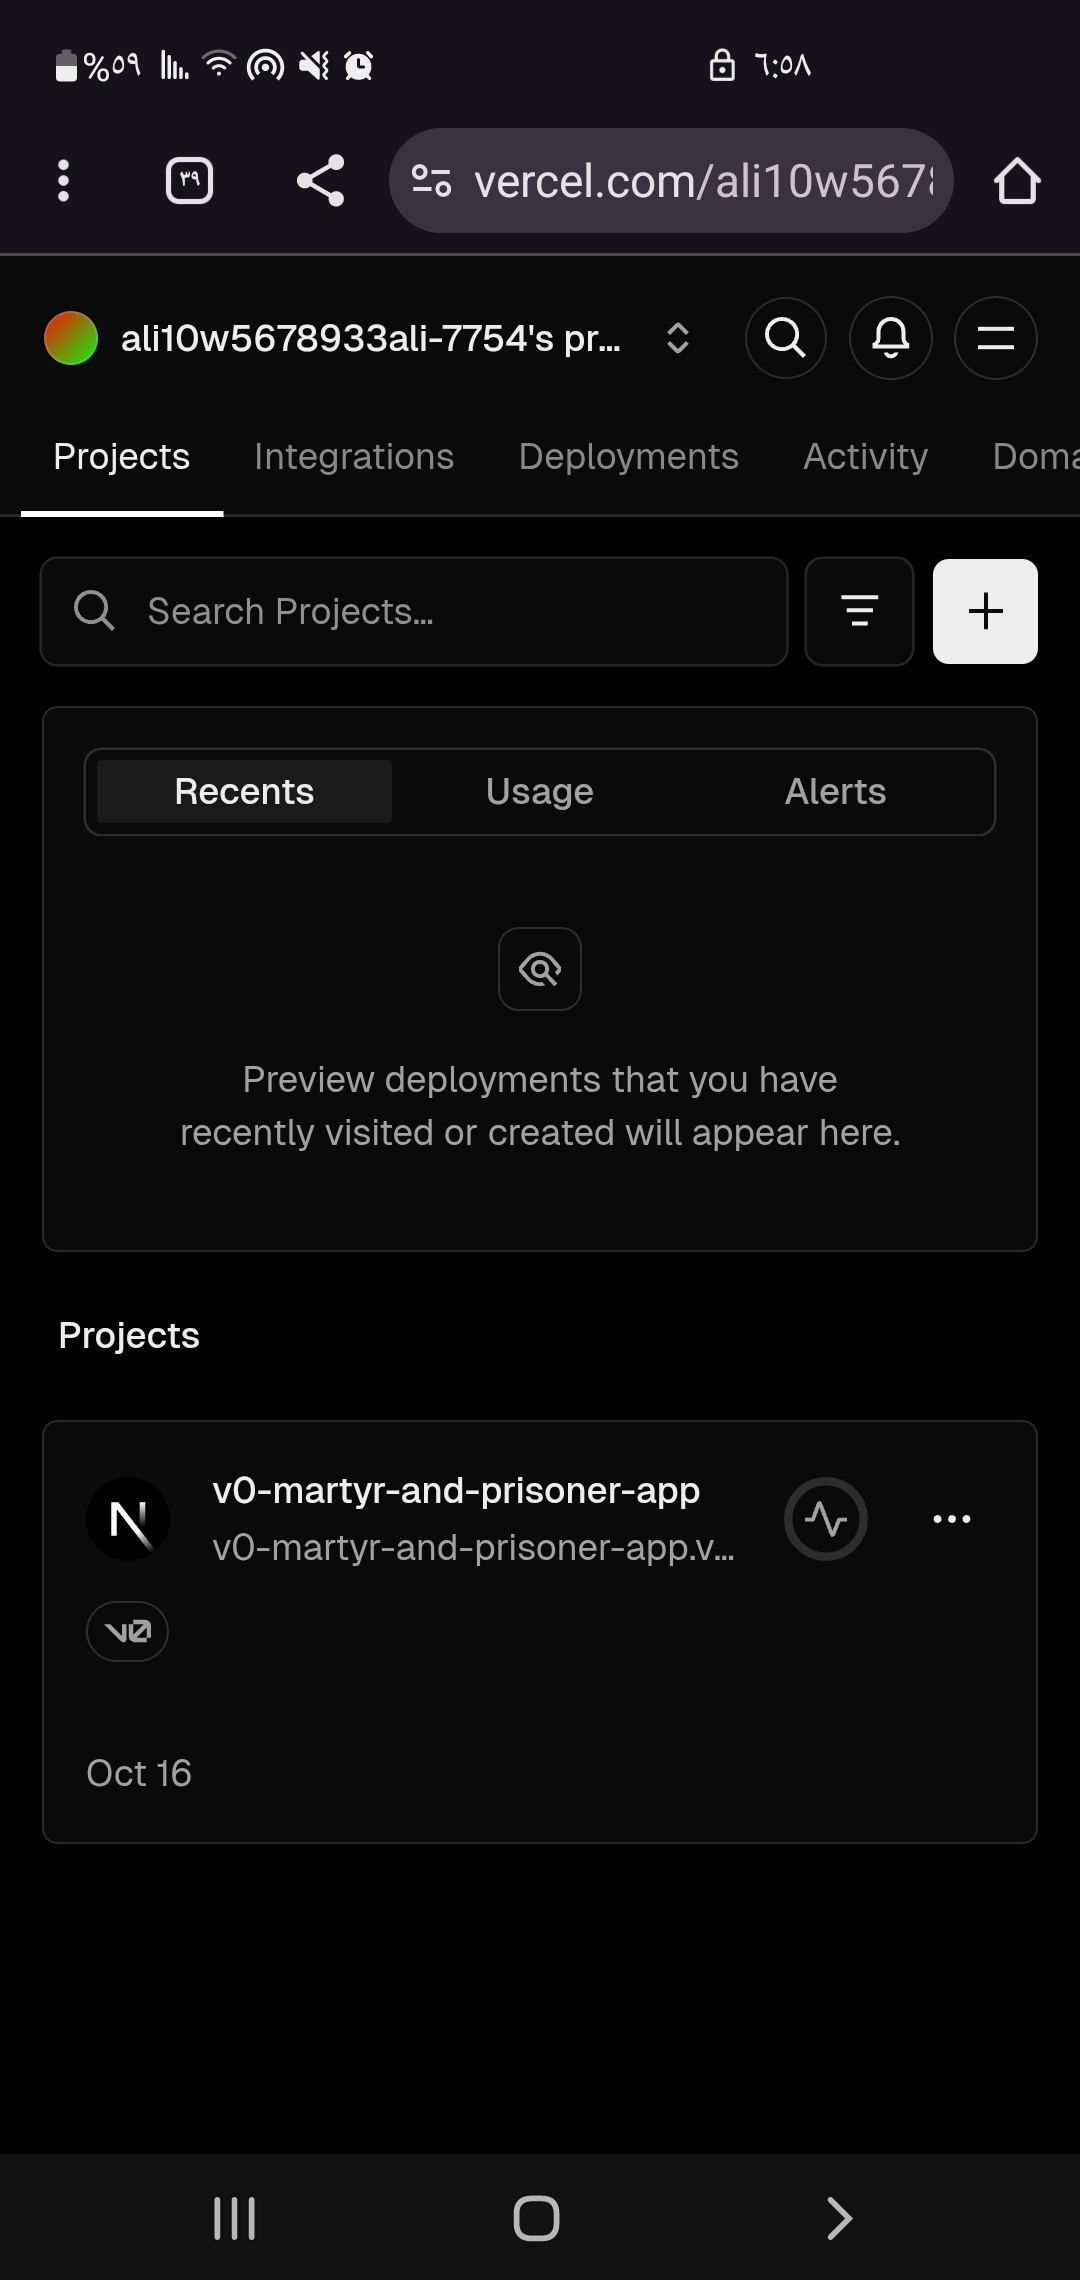 %٥٩
٦:٥٨
٣٩
vercel.com/ali10w567
ali10w5678933ali-7754's pr...
Projects Integrations Deployments Activity Doma
Search Projects...
Recents Usage Alerts
Preview deployments that you have
recently visited or created will appear here.
Projects
v0-martyr-and-prisoner-app
v0-martyr-and-prisoner-app.v...
v0
Oct 16